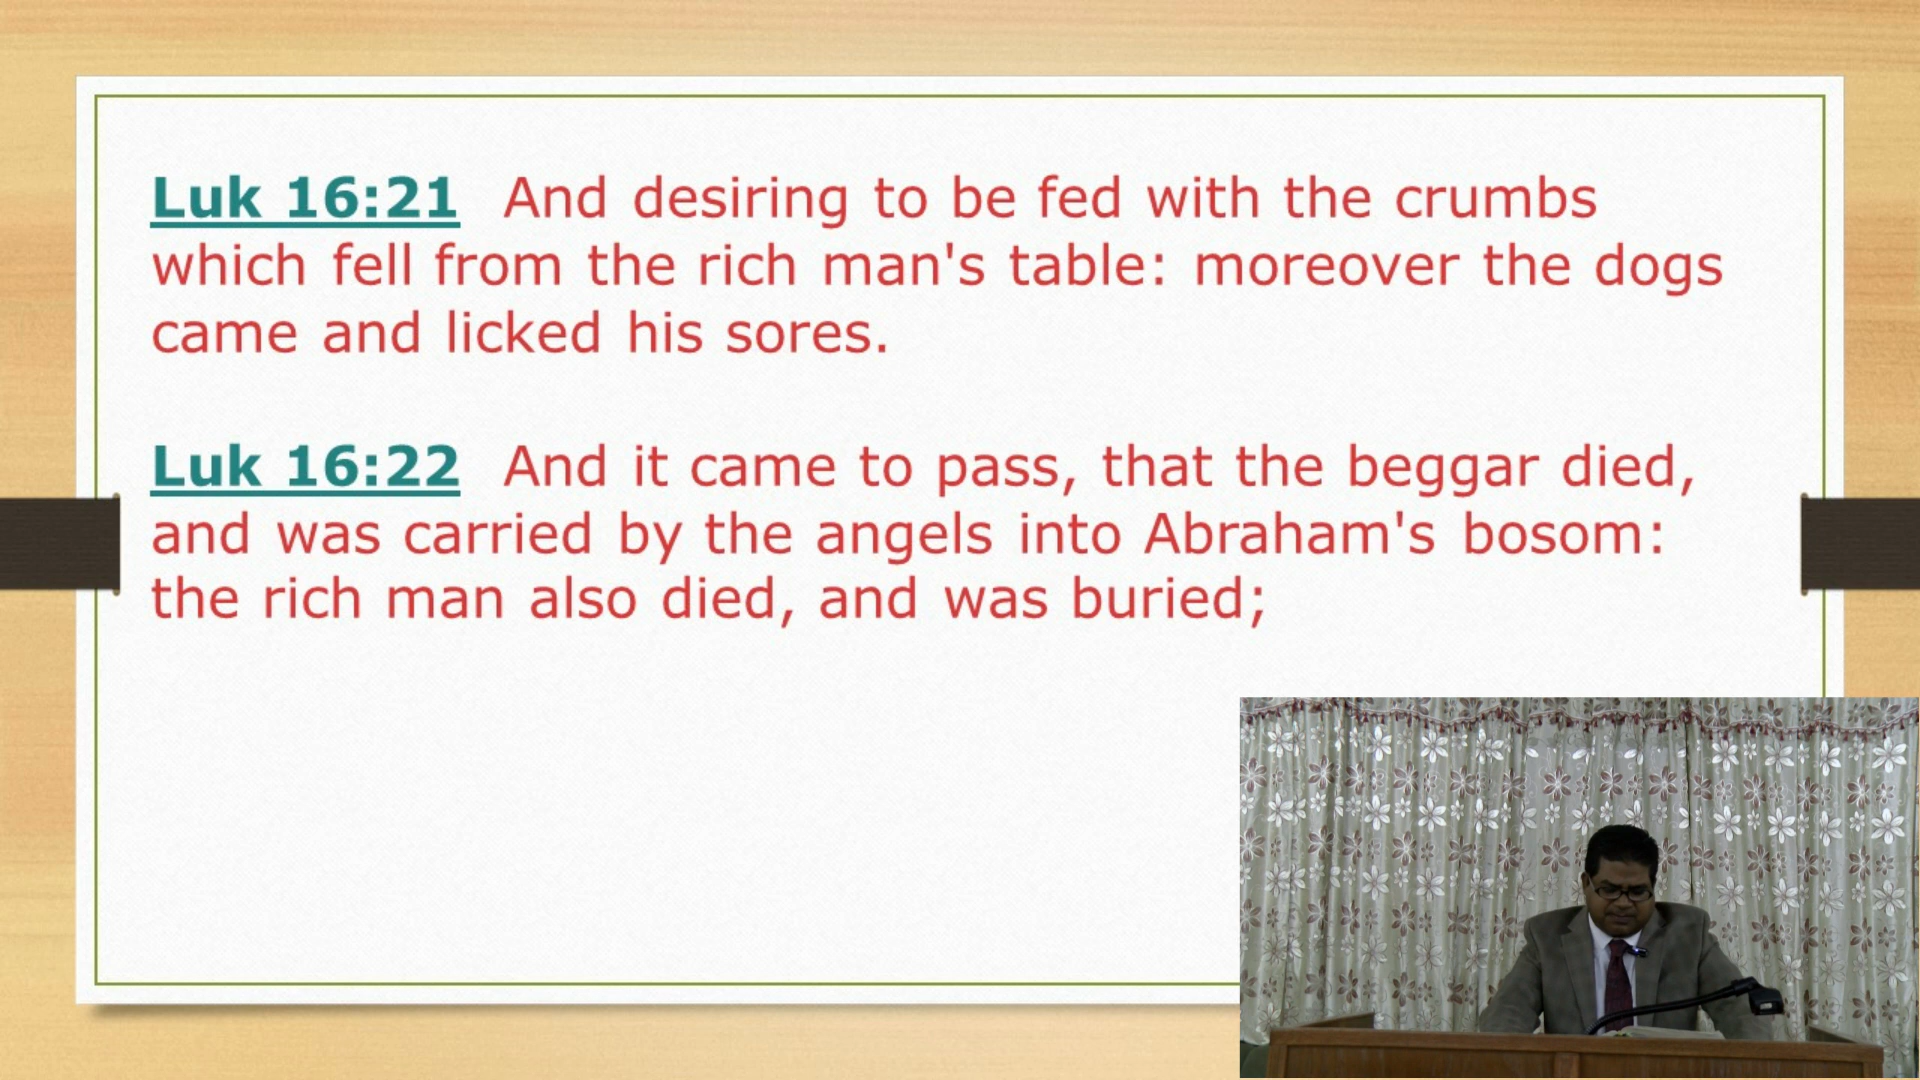 Luk 16:21 And desiring to be fed with the crumbs
which fell from the rich man's table: moreover the dogs
came and licked his sores.
Luk 16:22 And it came to pass, that the beggar died,
and was carried by the angels into Abraham's bosom:
the rich man also died, and was buried;